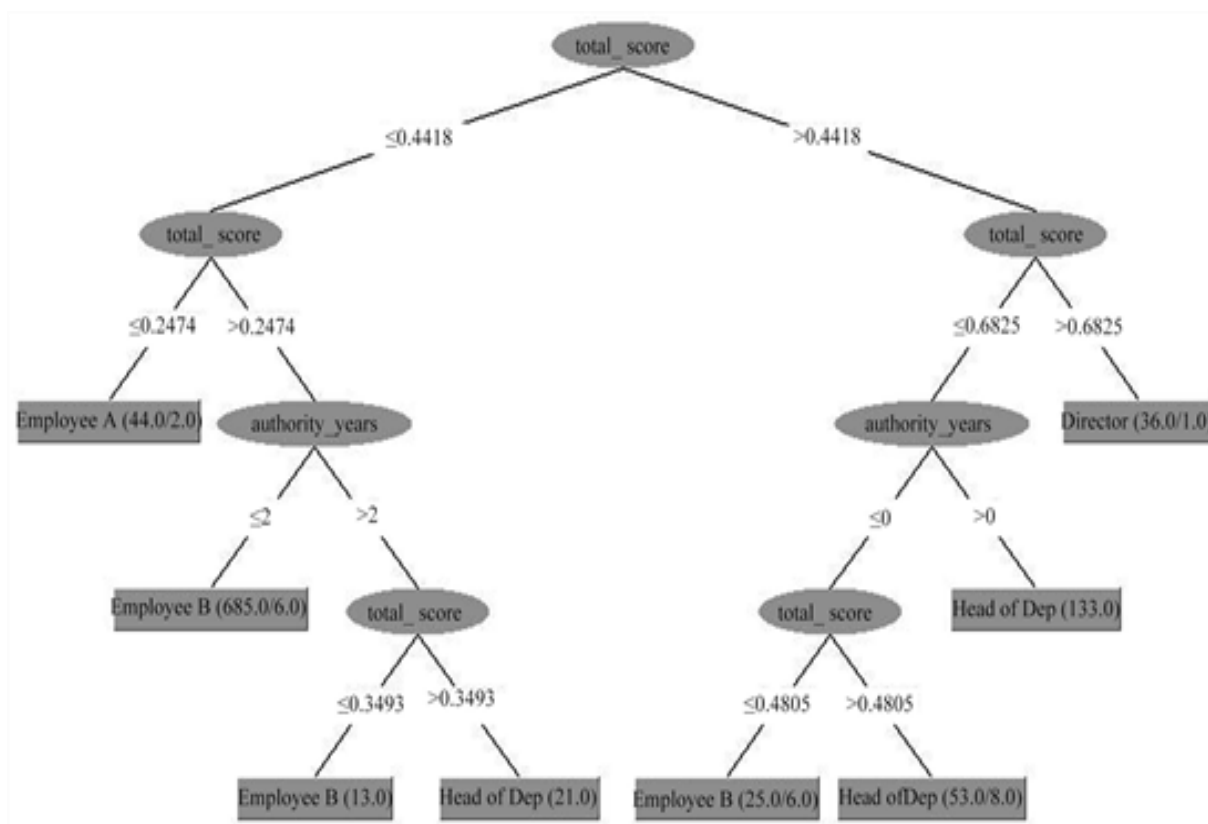 total_ score
≤0.4418
>0.4418
total_ score
total_ score
≤0.2474
>0.2474
≤0.6825
>0.6825
Employee A (44.0/2.0)
authority_years
authority_years
Director (36.0/1.0)
≤2
>2
≤0
>0
Employee B (685.0/6.0)
total_ score
total_ score
Head of Dep (133.0)
≤0.3493
>0.3493
≤0.4805
>0.4805
Employee B (13.0)
Head of Dep (21.0)
Employee B (25.0/6.0)
Head ofDep (53.0/8.0)